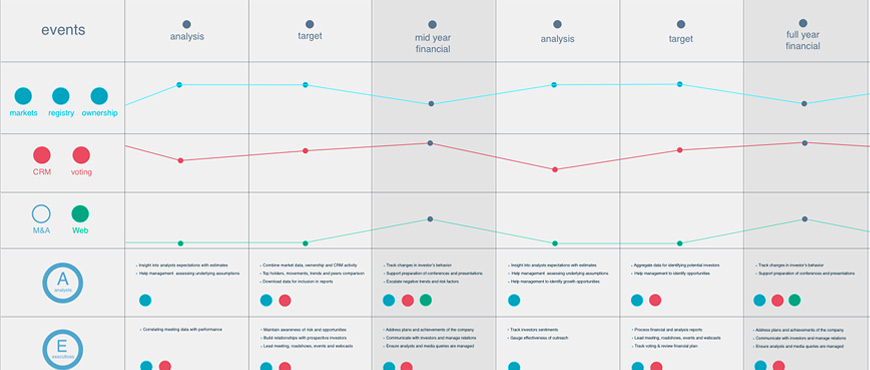 events
analysis
target
mid year
financial
analysis
target
full year
financial
markets registry ownership
CRM voting
M&A Web
A
analysts
Insight into analysis expectations with estimates
Help management assessing underlying assumptions
Combine market data, ownership and CRM activity
Top holders, movements, trends and peers comparison
Download data for inclusion in reports
Track changes in investor's behavior
Support preparation of conferences and presentations
Escalate negative trends and risk factors
Insight into analysis expectations with estimates
Help management assessing underlying assumptions
Help management to identify growth opportunities
Aggregate data for identifying potential investors
Help management to identify opportunities
Track changes in investor's behavior
Support preparation of conferences and presentations
E
executives
Correlating meeting data with performance
Maintain awareness of risk and opportunities
Build relationships with prospective investors
Lead meeting, roadshows, events and webcasts
Address plans and achievements of the company
Communicate with investors and manage relations
Ensure analysts and media queries are managed
Track investors santiments
Gauge effectiveness of outreach
Process financial and analysis reports
Lead meeting, roadshows, events and webcasts
Track voting & review financial plan
Address plans and achievements of the company
Communicate with investors and manage relations
Ensure analysts and media queries are managed